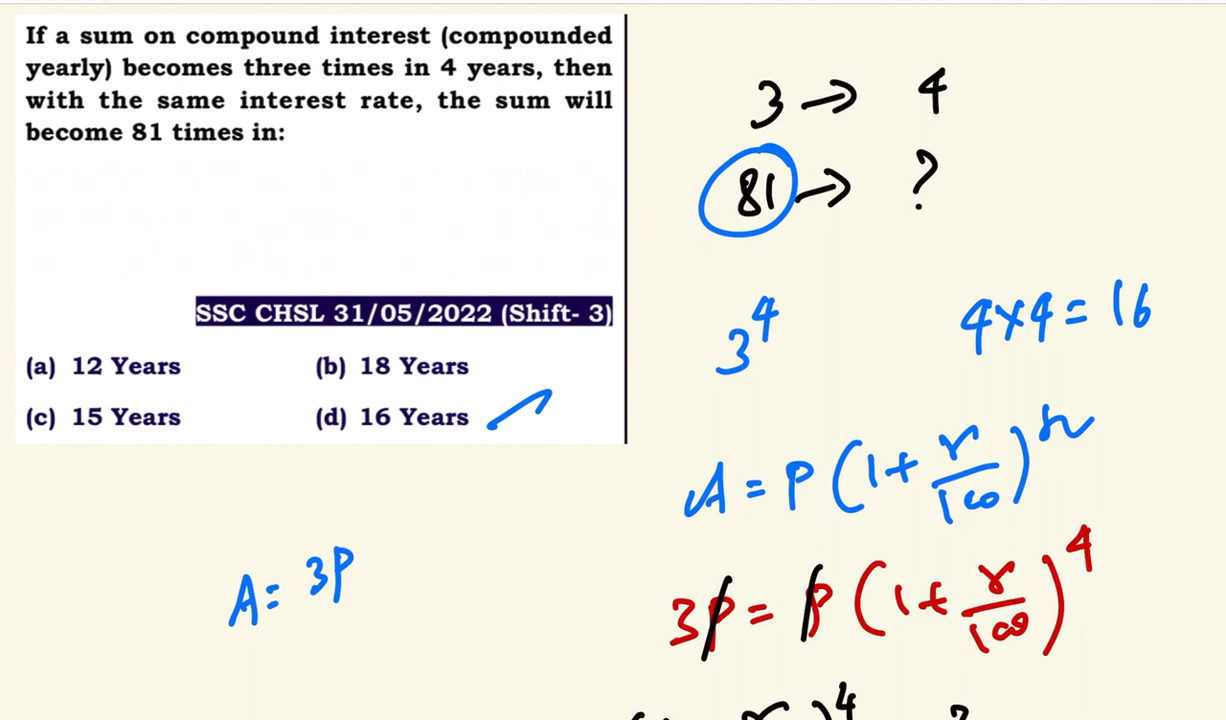 If a sum on compound interest (compounded
yearly) becomes three times in 4 years, then
with the same interest rate, the sum will
become 81 times in:
SSC CHSL 31/05/2022 (Shift- 3)
(a) 12 Years
(b) 18 Years
(c) 15 Years
(d) 16 Years
3 → 4
81 → ?
3^4
4×4 = 16
A = P (1 + r/100)^n
A = 3P
3P = P (1 + r/100)^4